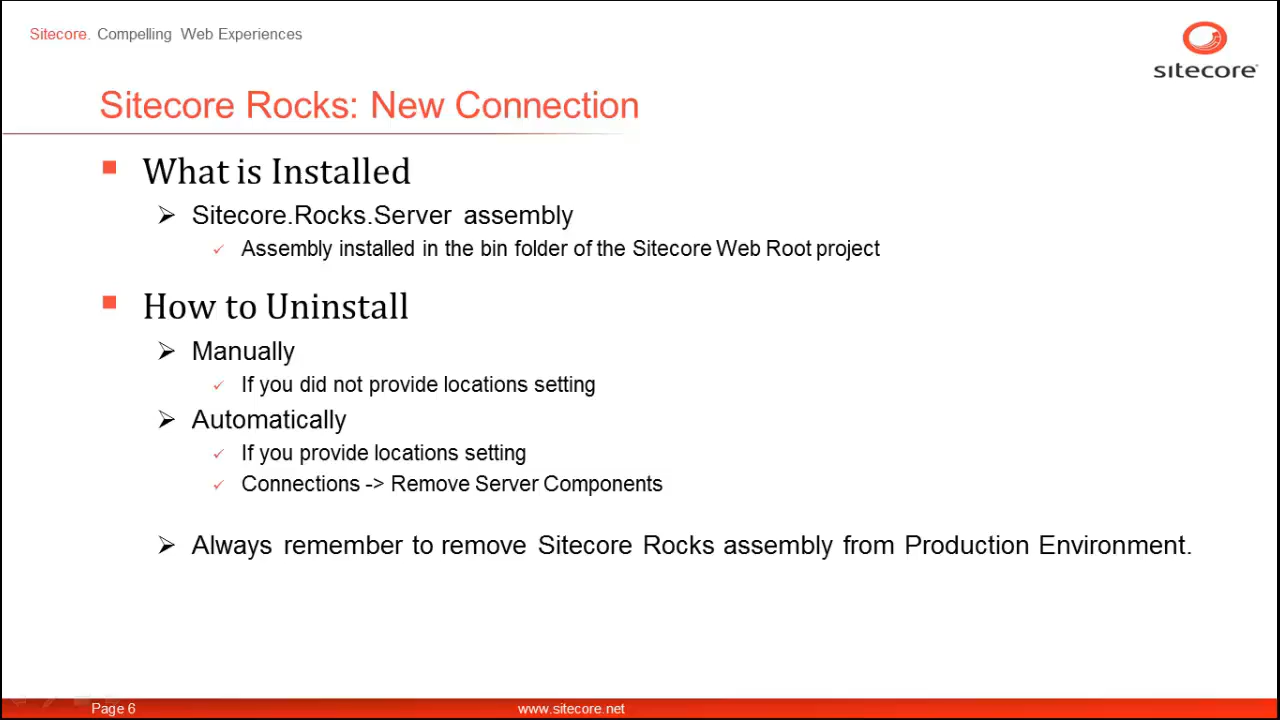 Sitecore. Compelling Web Experiences
sitecore
Sitecore Rocks: New Connection
What is Installed
Sitecore.Rocks.Server assembly
Assembly installed in the bin folder of the Sitecore Web Root project
How to Uninstall
Manually
If you did not provide locations setting
Automatically
If you provide locations setting
Connections -> Remove Server Components
Always remember to remove Sitecore Rocks assembly from Production Environment.
Page 6
www.sitecore.net